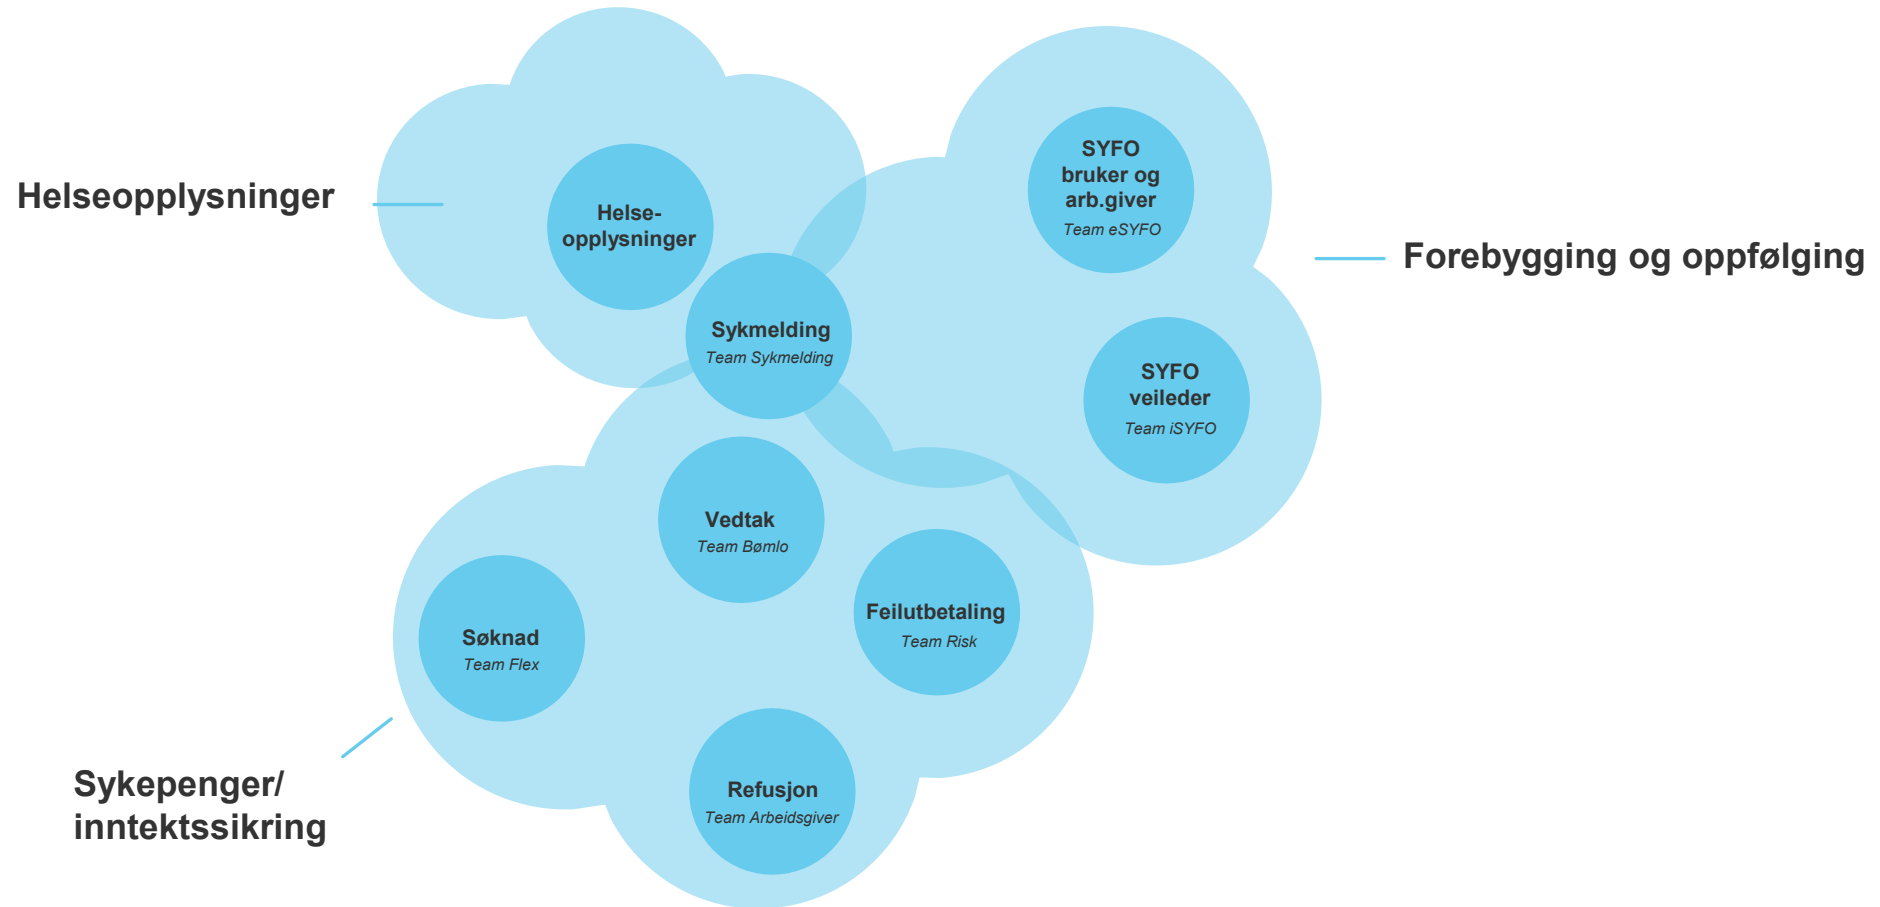 Helseopplysninger
Helse-
opplysninger
Sykmelding
Team Sykmelding
SYFO
bruker og
arb.giver
Team eSYFO
SYFO
veileder
Team iSYFO
Forebygging og oppfølging
Vedtak
Team Bømlo
Feilutbetaling
Team Risk
Søknad
Team Flex
Refusjon
Team Arbeidsgiver
Sykepenger/
inntektssikring